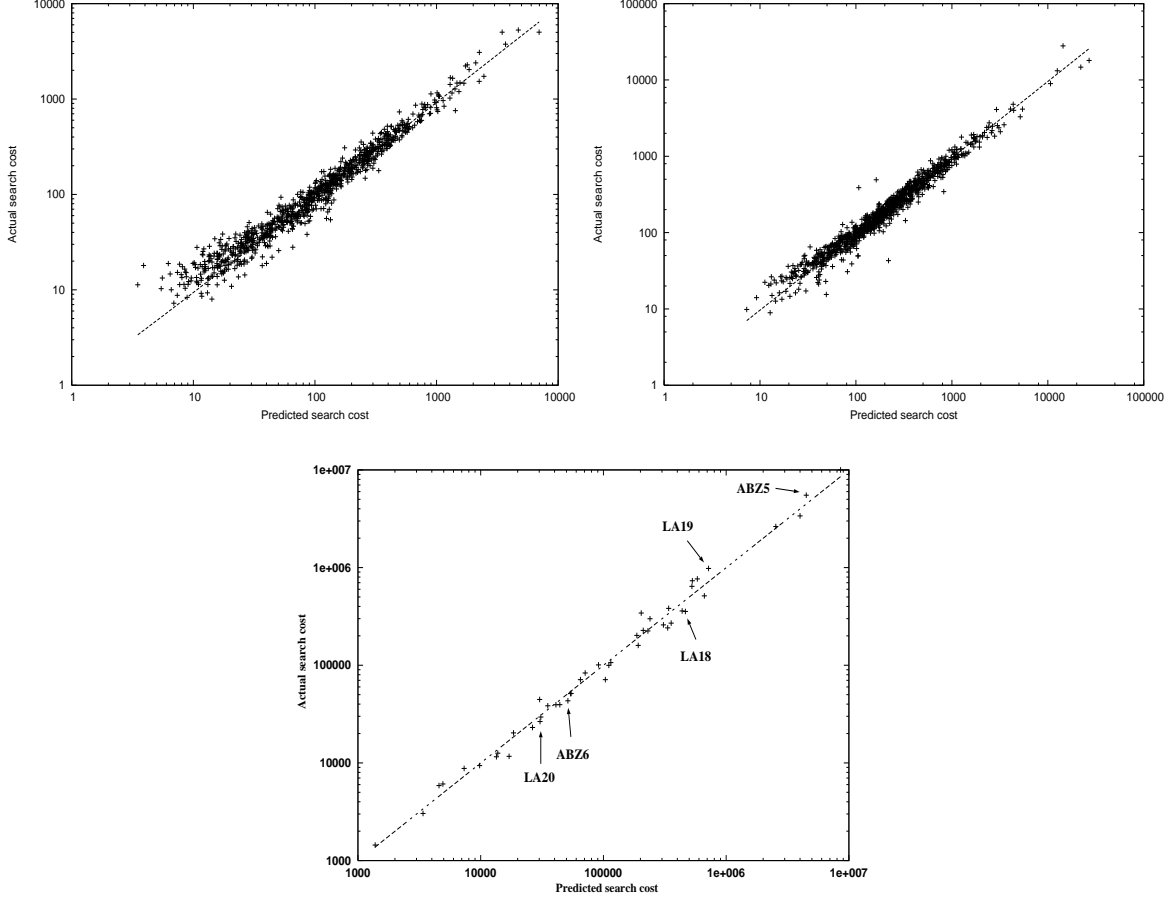 10000
1000
100
10
1
1 10 100 1000 10000
Actual search cost
Predicted search cost
100000
10000
1000
100
10
1
1 10 100 1000 10000 100000
Actual search cost
Predicted search cost
1e+007
1e+006
100000
10000
1000
1000 10000 100000 1e+006 1e+007
Actual search cost
Predicted search cost
ABZ5
LA19
LA18
ABZ6
LA20